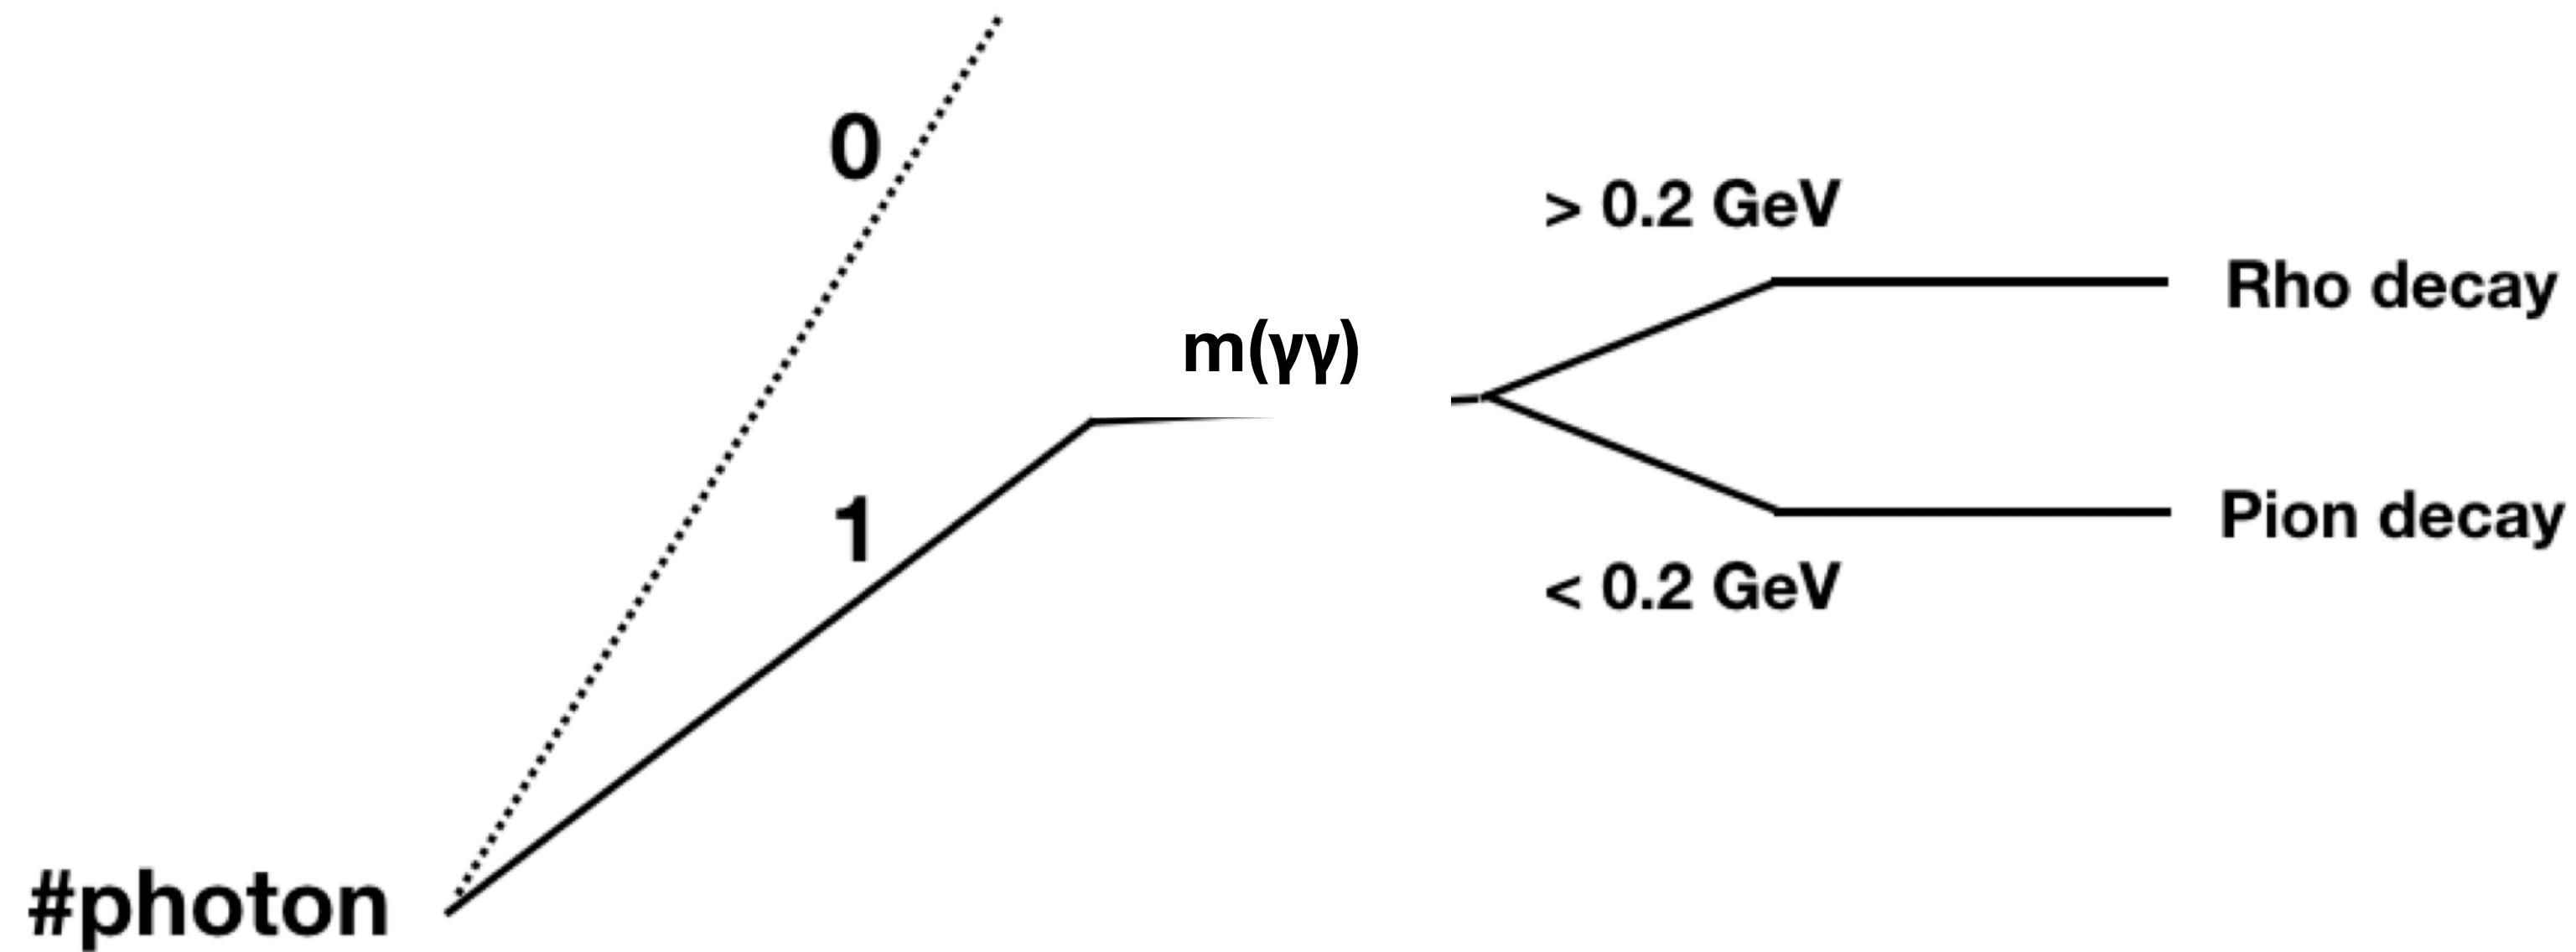 0
> 0.2 GeV
Rho decay
m(γγ)
1
Pion decay
< 0.2 GeV
#photon